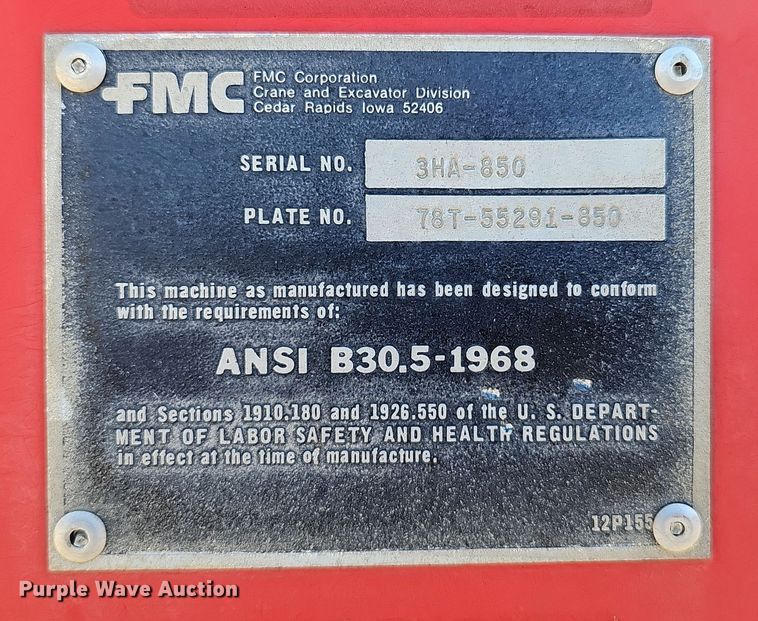 FMC
FMC Corporation
Crane and Excavator Division
Cedar Rapids Iowa 52406
SERIAL NO. 3HA-850
PLATE NO. 78T-55291-850
This machine as manufactured has been designed to conform
with the requirements of:
ANSI B30.5-1968
and Sections 1910.180 and 1926.550 of the U. S. DEPART-
MENT OF LABOR SAFETY AND HEALTH REGULATIONS
in effect at the time of manufacture.
12P155
Purple Wave Auction